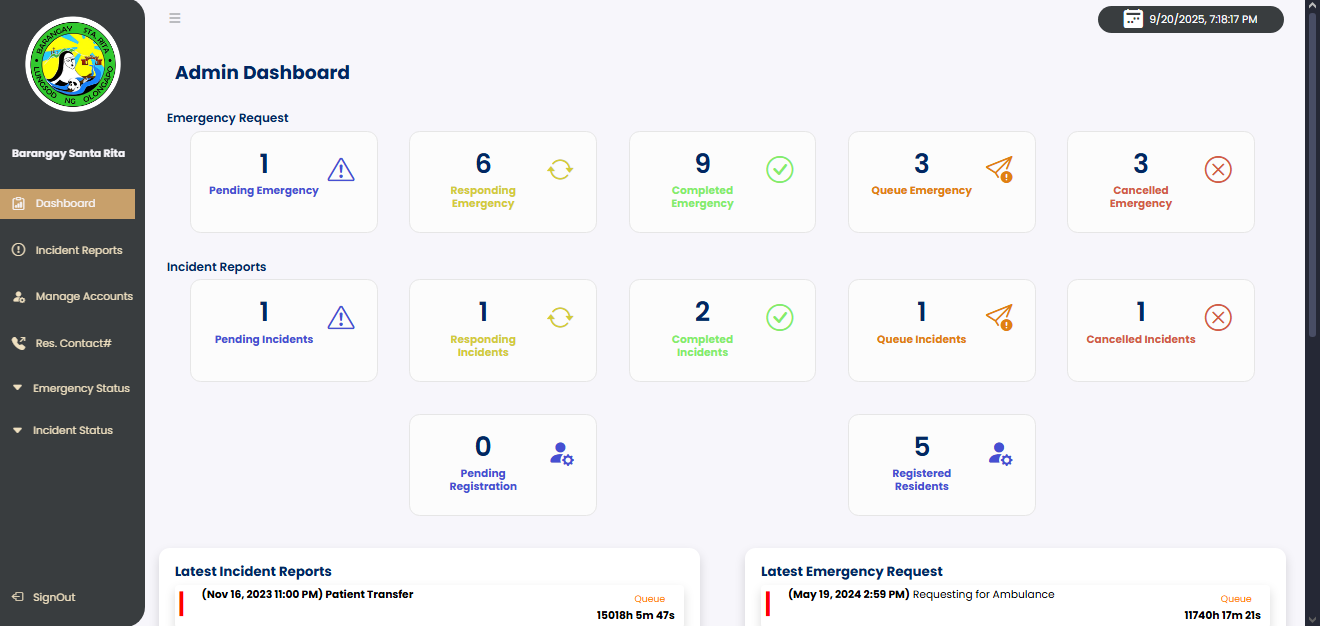 BARANGAY STA. RITA
LUNGSOD NG OLONGAPO
Barangay Santa Rita
Dashboard
Incident Reports
Manage Accounts
Res. Contact#
Emergency Status
Incident Status
SignOut
9/20/2025, 7:18:17 PM
Admin Dashboard
Emergency Request
1
Pending Emergency
6
Responding
Emergency
9
Completed
Emergency
3
Queue Emergency
3
Cancelled
Emergency
Incident Reports
1
Pending Incidents
1
Responding
Incidents
2
Completed
Incidents
1
Queue Incidents
1
Cancelled Incidents
0
Pending
Registration
5
Registered
Residents
Latest Incident Reports
(Nov 16, 2023 11:00 PM) Patient Transfer
Queue
15018h 5m 47s
Latest Emergency Request
(May 19, 2024 2:59 PM) Requesting for Ambulance
Queue
11740h 17m 21s